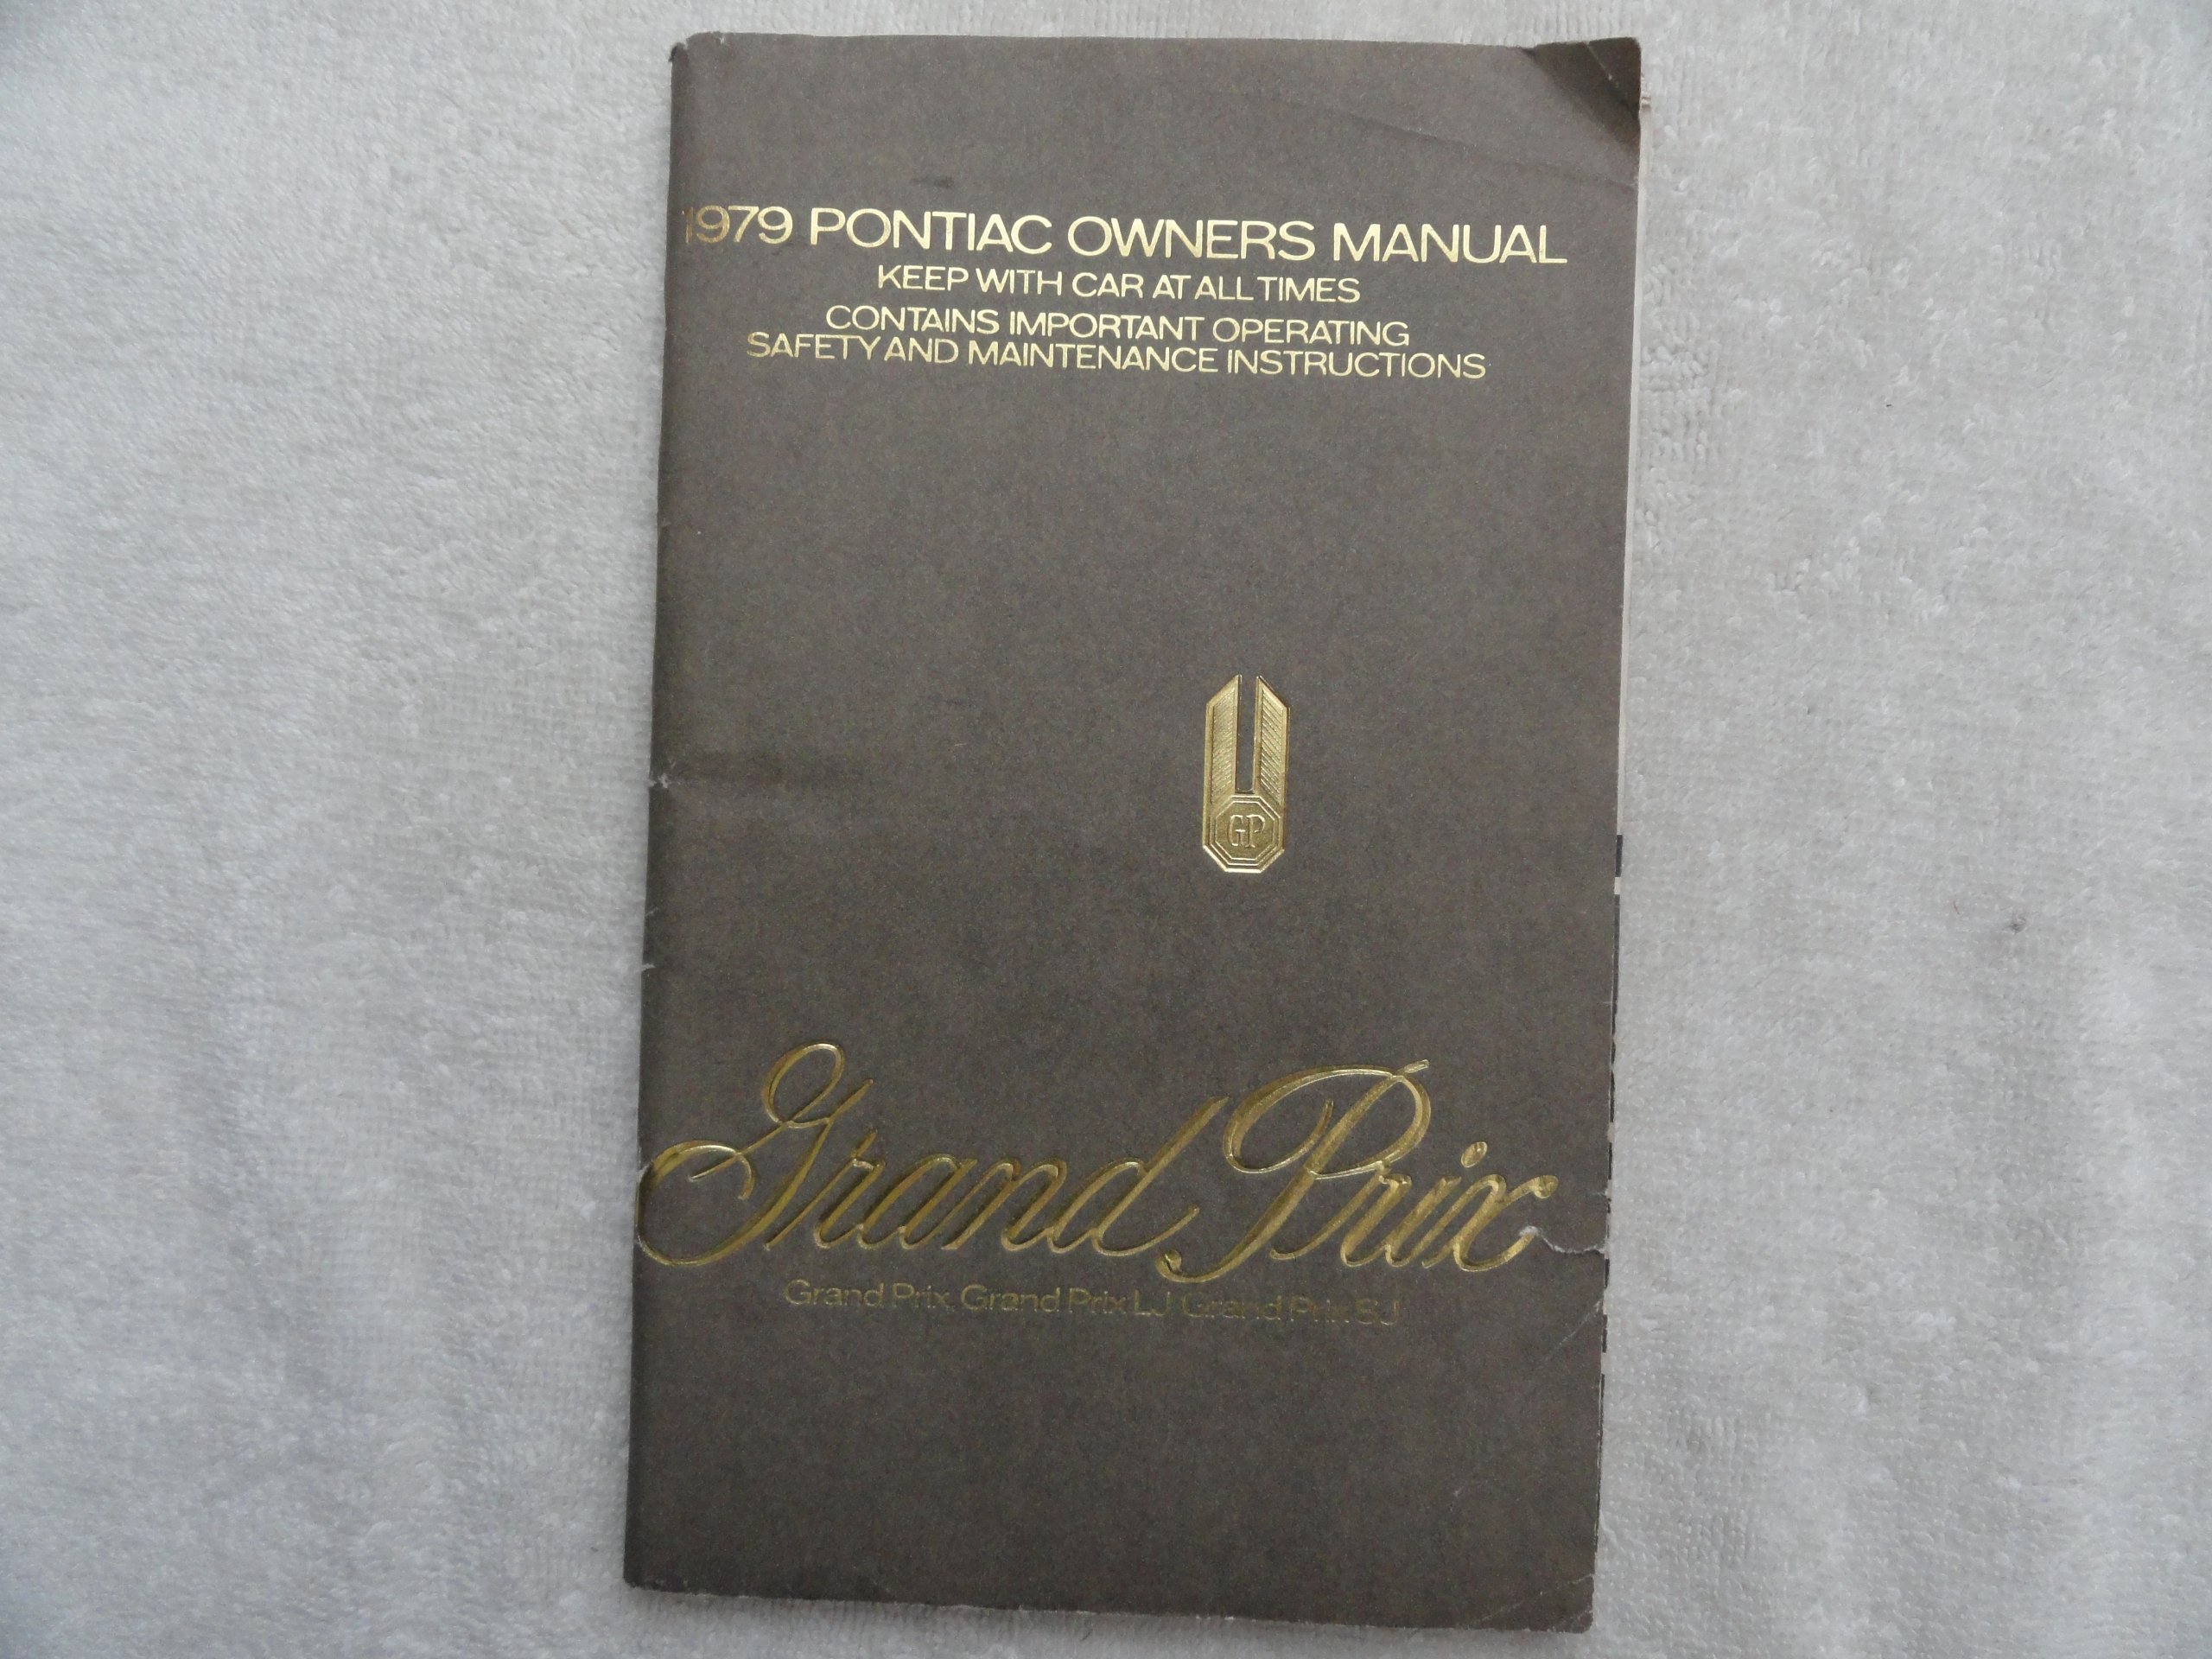 1979 PONTIAC OWNERS MANUAL
KEEP WITH CAR AT ALL TIMES
CONTAINS IMPORTANT OPERATING
SAFETY AND MAINTENANCE INSTRUCTIONS
GP
Grand Prix
Grand Prix, Grand Prix LJ, Grand Prix SJ